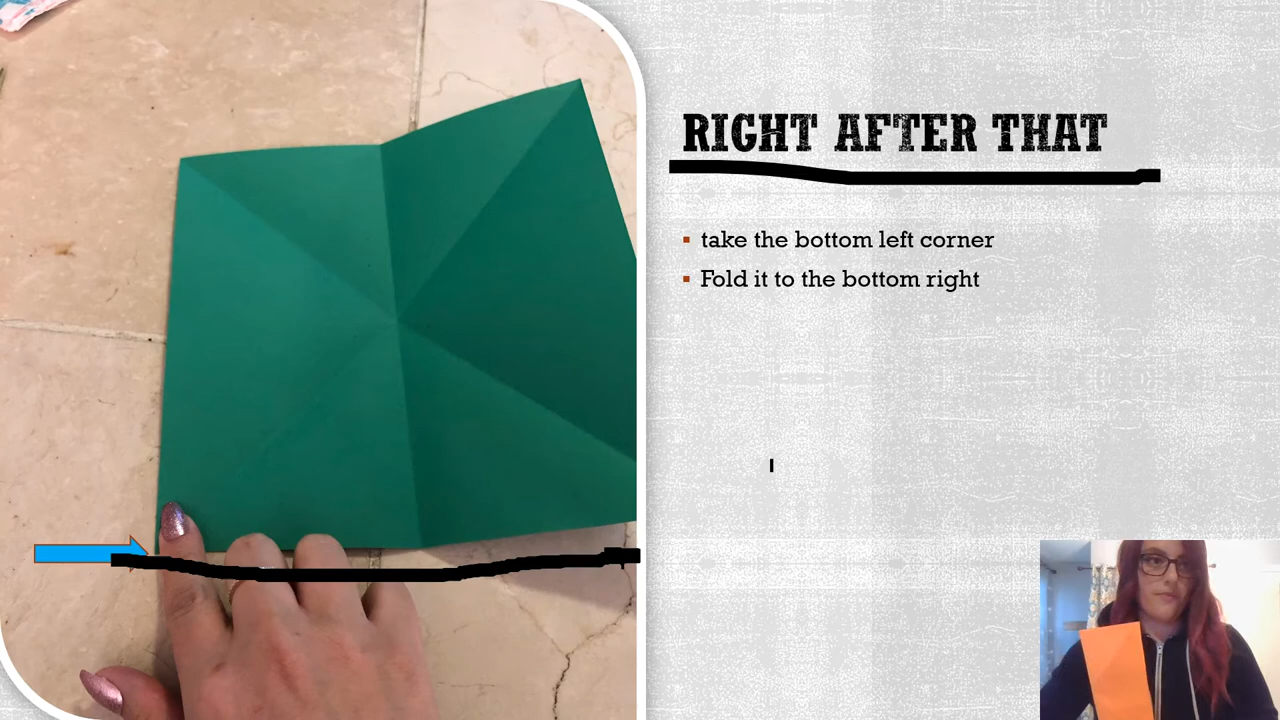 RIGHT AFTER THAT
take the bottom left corner
Fold it to the bottom right